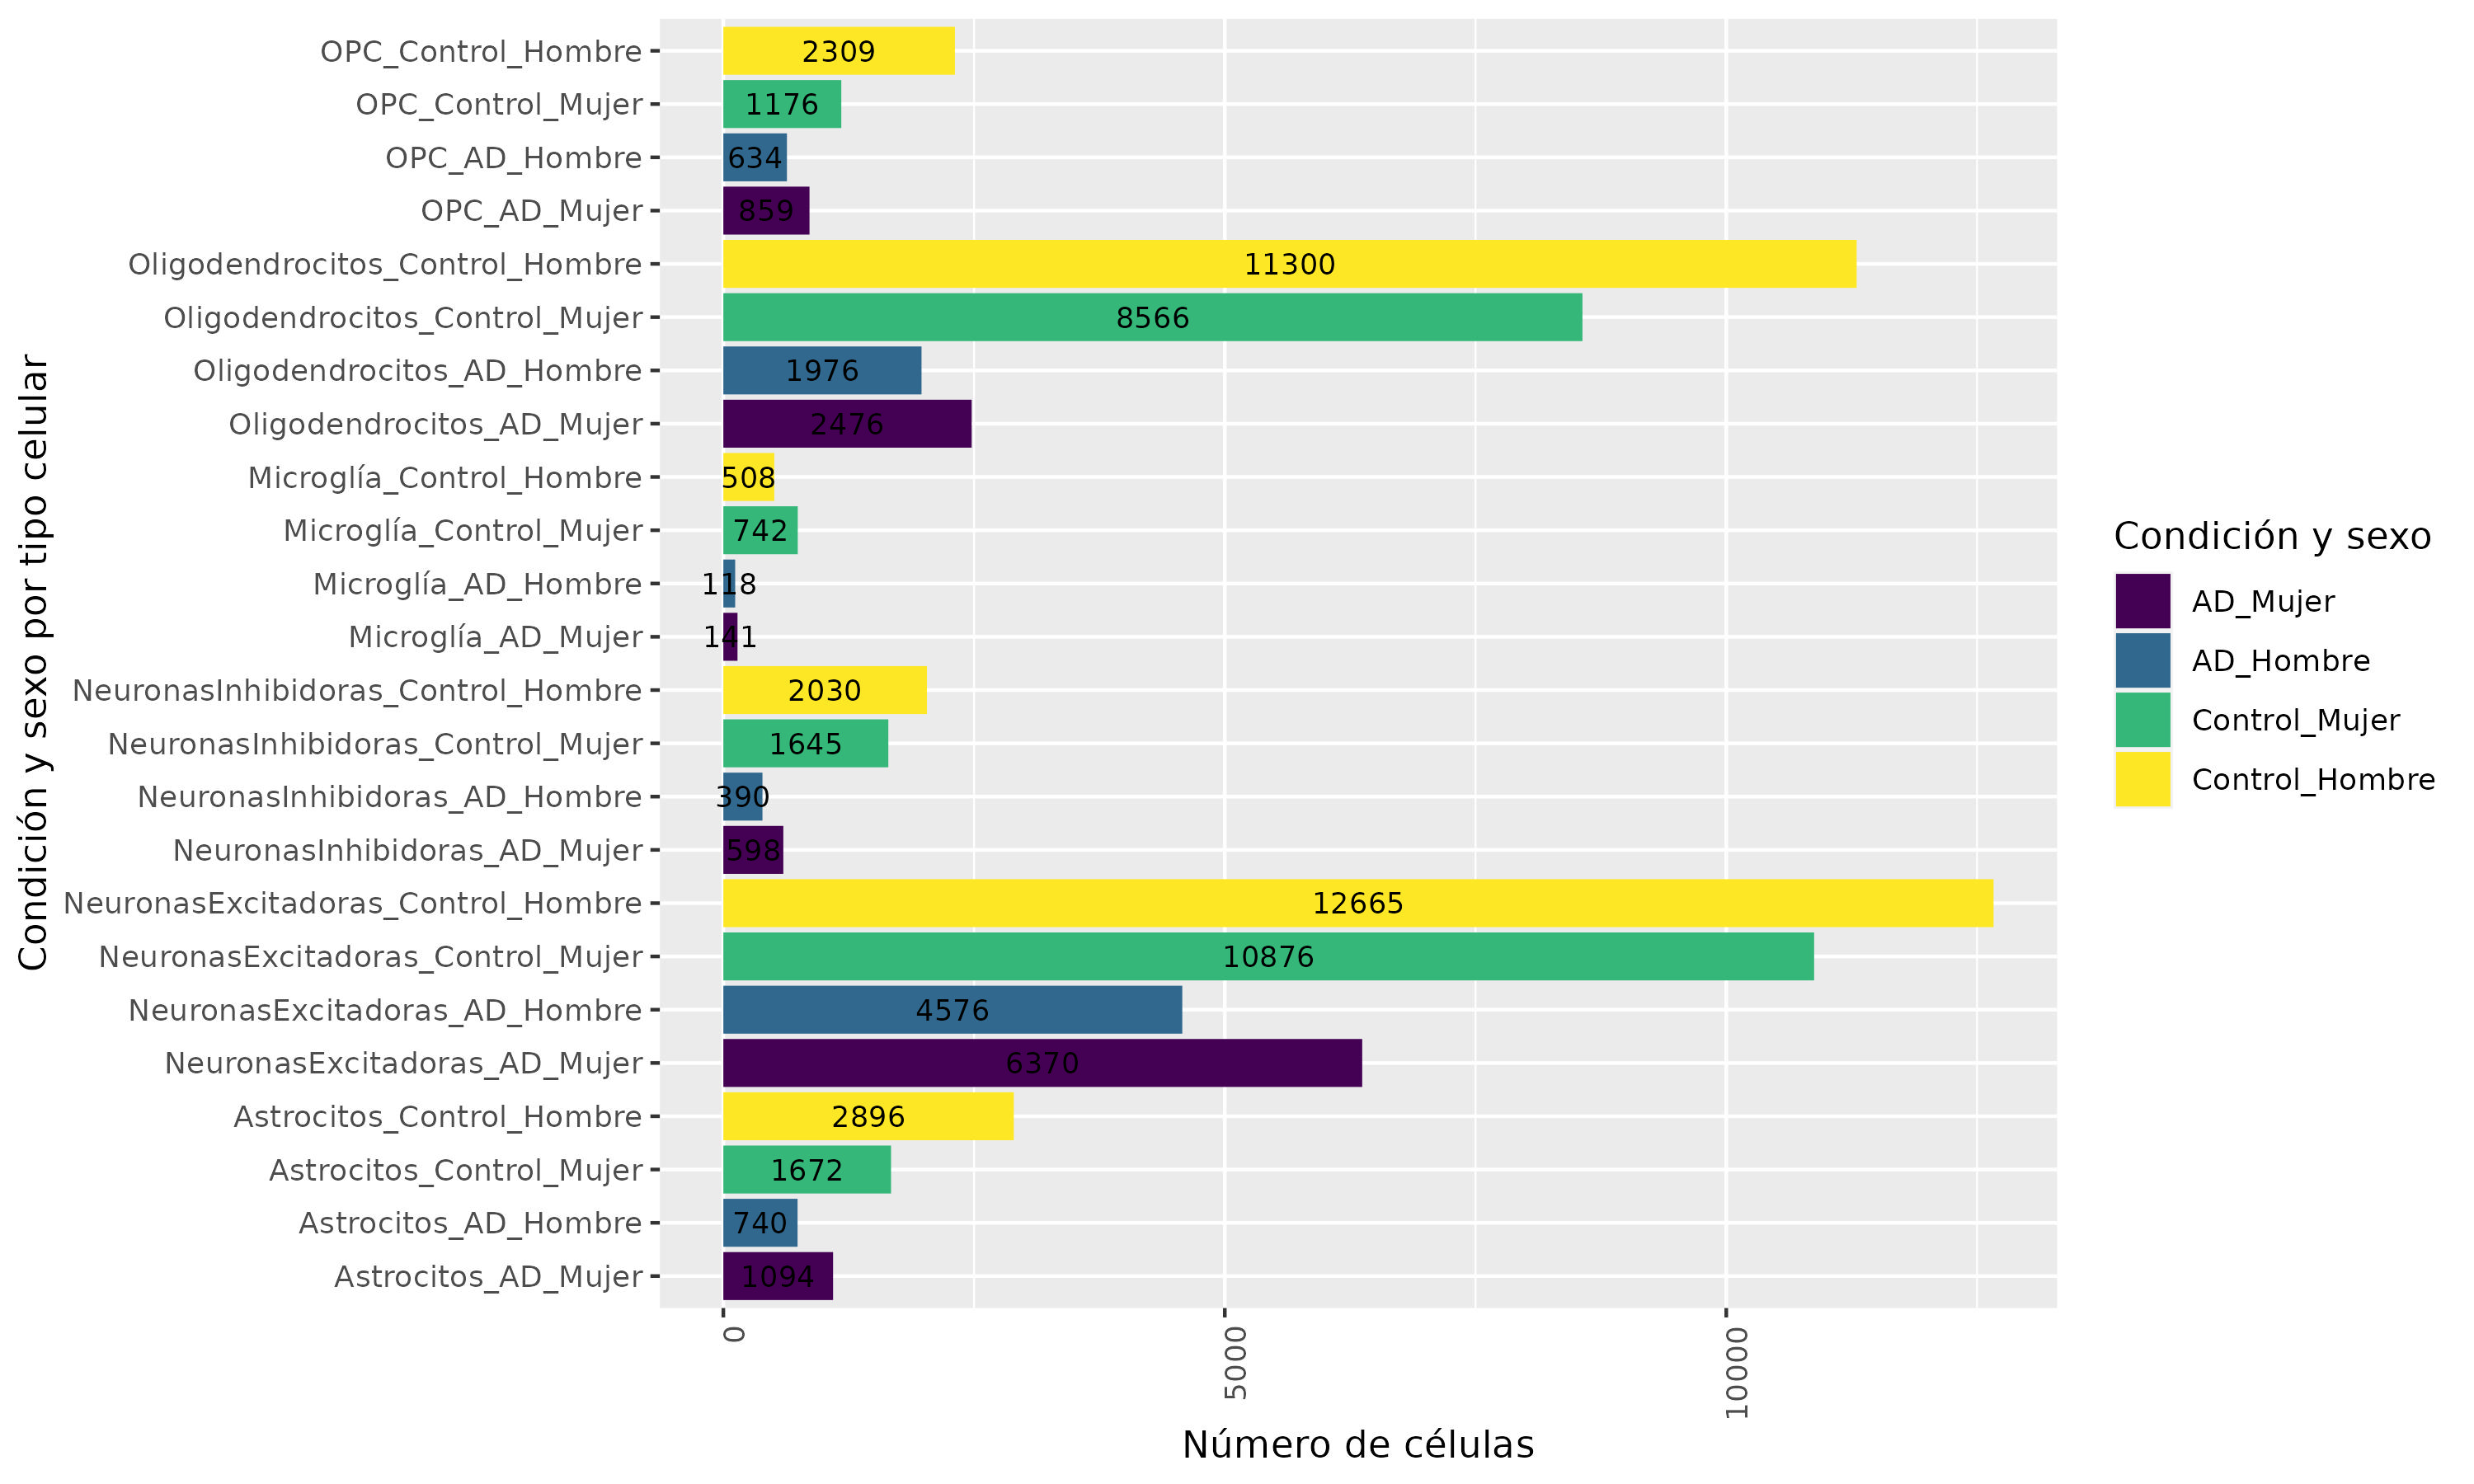 Condición y sexo por tipo celular
OPC_Control_Hombre 2309
OPC_Control_Mujer 1176
OPC_AD_Hombre 634
OPC_AD_Mujer 859
Oligodendrocitos_Control_Hombre 11300
Oligodendrocitos_Control_Mujer 8566
Oligodendrocitos_AD_Hombre 1976
Oligodendrocitos_AD_Mujer 2476
Microglía_Control_Hombre 508
Microglía_Control_Mujer 742
Microglía_AD_Hombre 118
Microglía_AD_Mujer 141
NeuronasInhibidoras_Control_Hombre 2030
NeuronasInhibidoras_Control_Mujer 1645
NeuronasInhibidoras_AD_Hombre 390
NeuronasInhibidoras_AD_Mujer 598
NeuronasExcitadoras_Control_Hombre 12665
NeuronasExcitadoras_Control_Mujer 10876
NeuronasExcitadoras_AD_Hombre 4576
NeuronasExcitadoras_AD_Mujer 6370
Astrocitos_Control_Hombre 2896
Astrocitos_Control_Mujer 1672
Astrocitos_AD_Hombre 740
Astrocitos_AD_Mujer 1094
0 5000 10000
Número de células
Condición y sexo
AD_Mujer
AD_Hombre
Control_Mujer
Control_Hombre